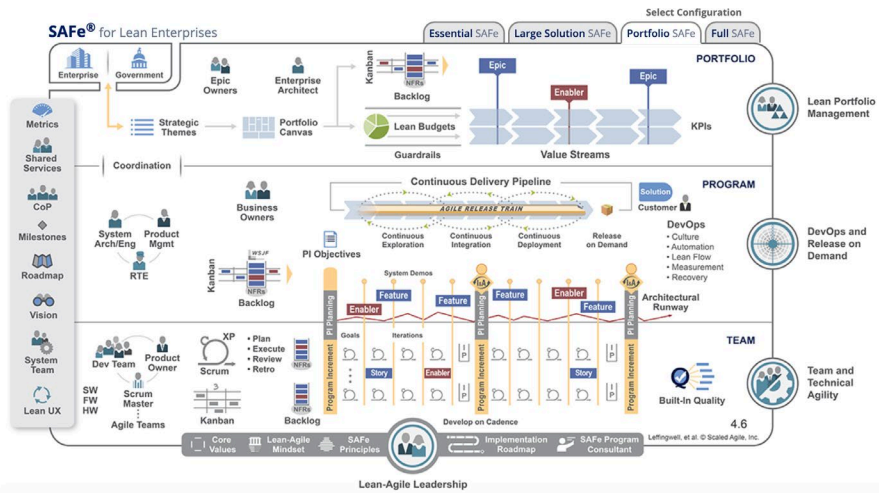 Select Configuration
SAFe® for Lean Enterprises
Essential SAFe
Large Solution SAFe
Portfolio SAFe
Full SAFe
PORTFOLIO
Enterprise
Government
Epic
Owners
Enterprise
Architect
Kanban
NFRs
Backlog
Epic
Enabler
Epic
Strategic
Themes
Portfolio
Canvas
Lean Budgets
Guardrails
KPIs
Value Streams
Lean Portfolio
Management
Metrics
Shared
Services
CoP
Milestones
Roadmap
Vision
System
Team
Lean UX
Coordination
PROGRAM
Business
Owners
Continuous Delivery Pipeline
AGILE RELEASE TRAIN
Continuous
Exploration
Continuous
Integration
Continuous
Deployment
Release
on Demand
Solution
Customer
DevOps
• Culture
• Automation
• Lean Flow
• Measurement
• Recovery
DevOps and
Release on
Demand
System
Arch/Eng
Product
Mgmt
RTE
PI Objectives
Kanban
WSJF
NFRs
Backlog
System Demos
PI Planning
Enabler
Feature
Feature
I&A
PI Planning
Feature
Enabler
Feature
I&A
PI Planning
Architectural
Runway
TEAM
Dev Team
Product
Owner
Scrum
Master
Agile Teams
SW
FW
HW
XP
Scrum
• Plan
• Execute
• Review
• Retro
Kanban
NFRs
NFRs
Backlog
Program Increment
Goals
Iterations
Story
Enabler
I
P
I
P
Program Increment
Story
I
P
I
P
Program Increment
Develop on Cadence
Built-In Quality
Team and
Technical
Agility
4.6
Leffingwell, et al. © Scaled Agile, Inc.
Core
Values
Lean-Agile
Mindset
SAFe
Principles
Implementation
Roadmap
SAFe Program
Consultant
Lean-Agile Leadership